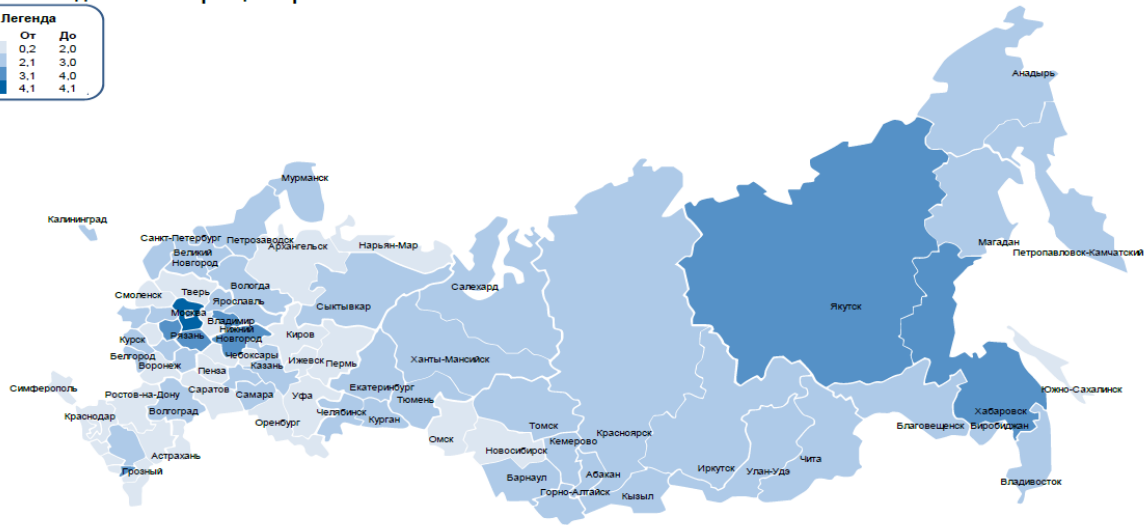 Легенда
От До
0,2 2,0
2,1 3,0
3,1 4,0
4,1 4,1
Анадырь
Мурманск
Калининград
Санкт-Петербург
Петрозаводск
Архангельск
Нарьян-Мар
Великий
Новгород
Магадан
Петропавловск-Камчатский
Салехард
Вологда
Тверь
Смоленск
Ярославль
Сыктывкар
Якутск
Москва
Владимир
Нижний
Новгород
Рязань
Киров
Курск
Белгород
Воронеж
Чебоксары
Казань
Ижевск
Пермь
Ханты-Мансийск
Пенза
Симферополь
Ростов-на-Дону
Саратов
Самара
Уфа
Екатеринбург
Тюмень
Южно-Сахалинск
Краснодар
Волгоград
Оренбург
Челябинск
Курган
Хабаровск
Томск
Красноярск
Благовещенск
Биробиджан
Омск
Кемерово
Новосибирск
Астрахань
Грозный
Чита
Барнаул
Абакан
Иркутск
Улан-Удэ
Владивосток
Горно-Алтайск
Кызыл